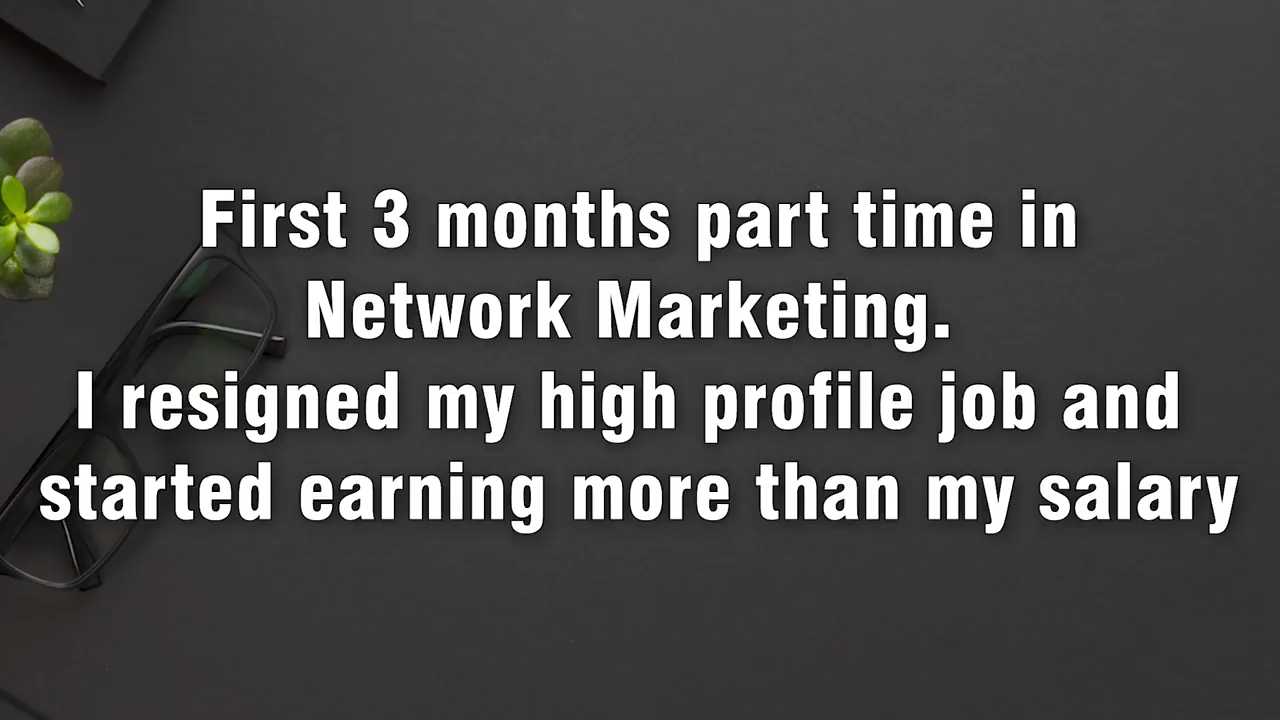 First 3 months part time in
Network Marketing.
I resigned my high profile job and
started earning more than my salary